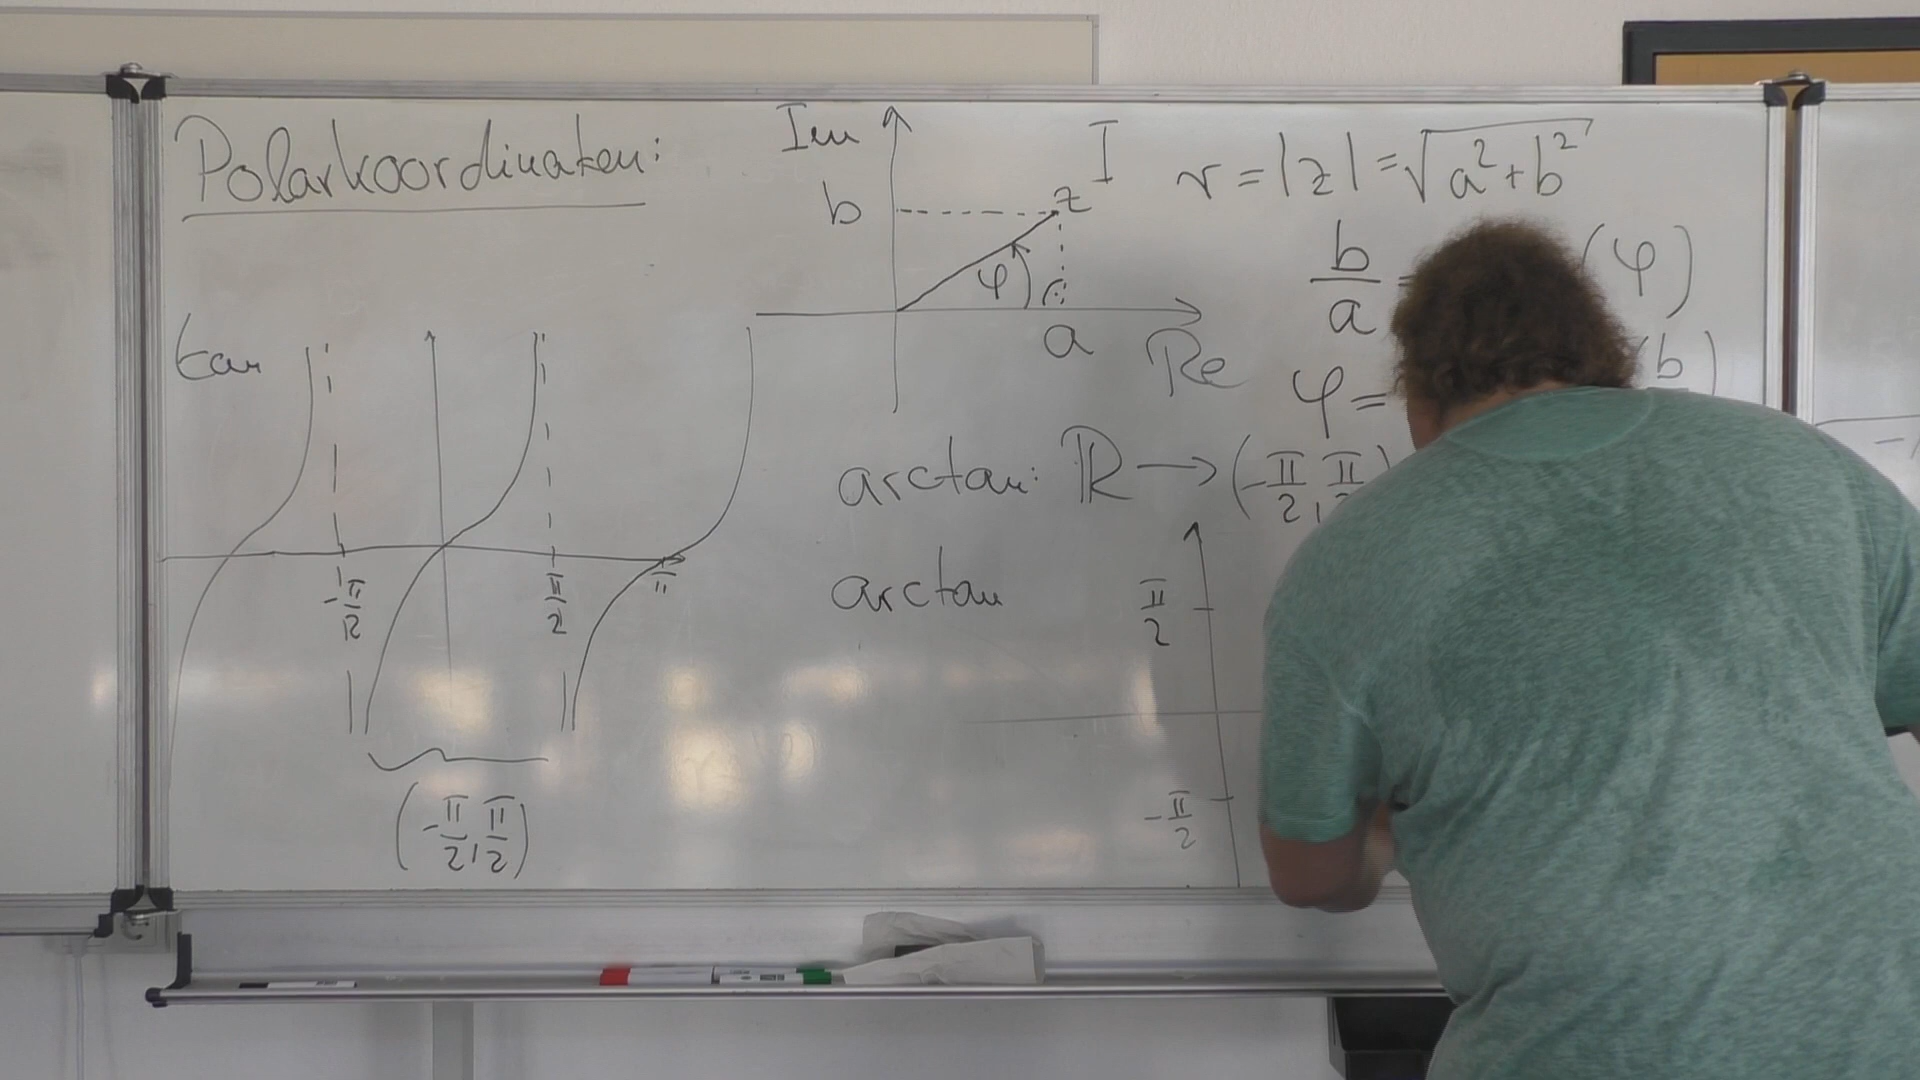 Polarkoordinaten:
Im
b
z
I
φ
a
Re
r = |z| = √a²+b²
b/a = (φ)
φ = (b)
tan
-π/2
π/2
π
(-π/2, π/2)
arctan: ℝ → (-π/2, π/2)
arctan
π/2
-π/2